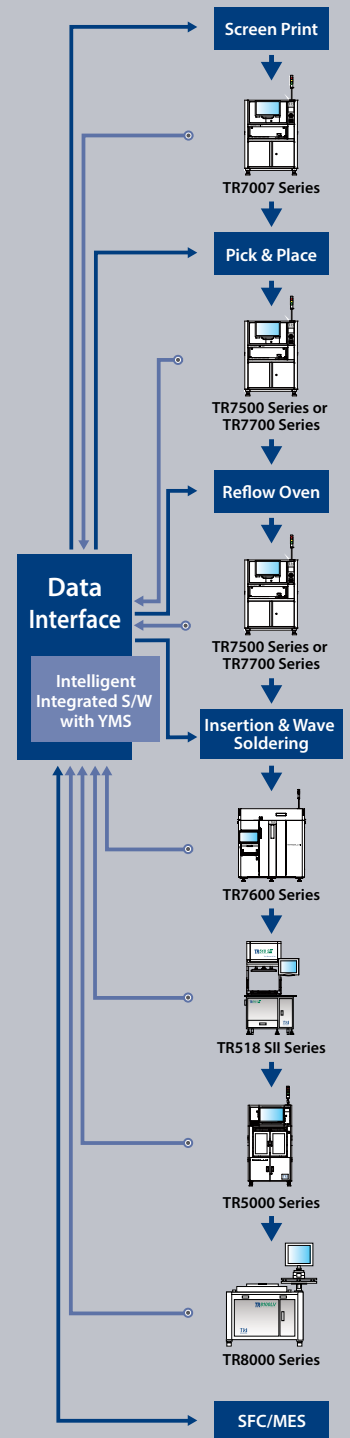 Screen Print
TR7007 Series
Pick & Place
TR7500 Series or
TR7700 Series
Reflow Oven
Data
Interface
Intelligent
Integrated S/W
with YMS
TR7500 Series or
TR7700 Series
Insertion & Wave
Soldering
TR7600 Series
TR518 SII Series
TR5000 Series
TRI
TR8000 Series
SFC/MES